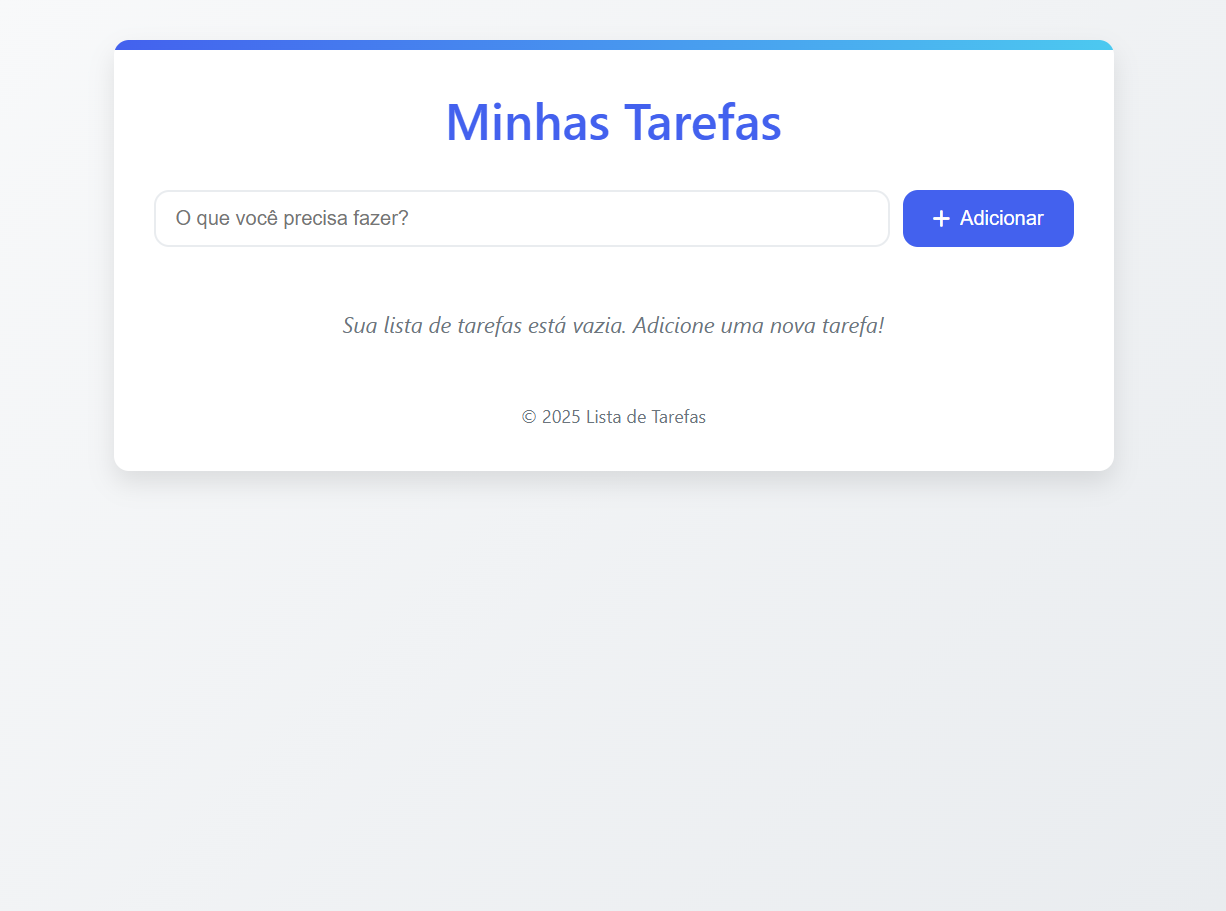 Minhas Tarefas
O que você precisa fazer?
+ Adicionar
Sua lista de tarefas está vazia. Adicione uma nova tarefa!
© 2025 Lista de Tarefas